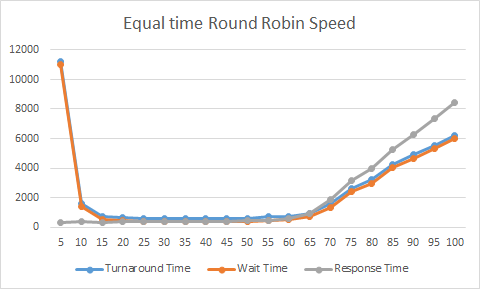 Equal time Round Robin Speed
12000
10000
8000
6000
4000
2000
0
5 10 15 20 25 30 35 40 45 50 55 60 65 70 75 80 85 90 95 100
Turnaround Time Wait Time Response Time